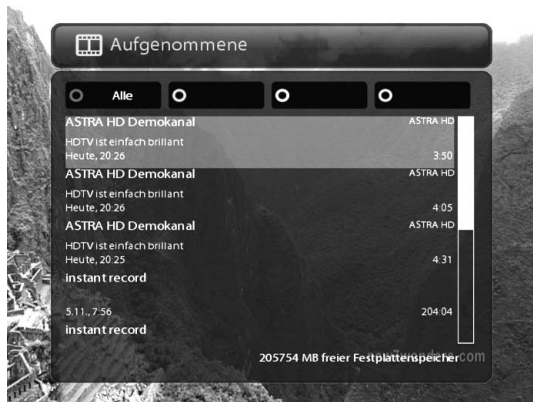 Aufgenommene
Alle
ASTRA HD Demokanal ASTRA HD
HDTV ist einfach brillant
Heute, 20:26 3:50
ASTRA HD Demokanal ASTRA HD
HDTV ist einfach brillant
Heute, 20:26 4:05
ASTRA HD Demokanal ASTRA HD
HDTV ist einfach brillant
Heute, 20:25 4:31
instant record
5.11., 7:56 204:04
instant record
205754 MB freier Festplattenspeicher